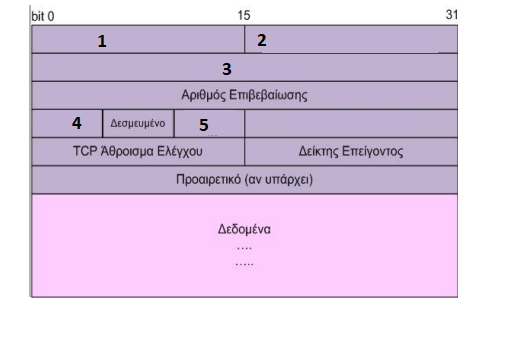 bit 0 15 31
1 2
3
Αριθμός Επιβεβαίωσης
4 Δεσμευμένο 5
TCP Άθροισμα Ελέγχου Δείκτης Επείγοντος
Προαιρετικό (αν υπάρχει)
Δεδομένα
....
.....